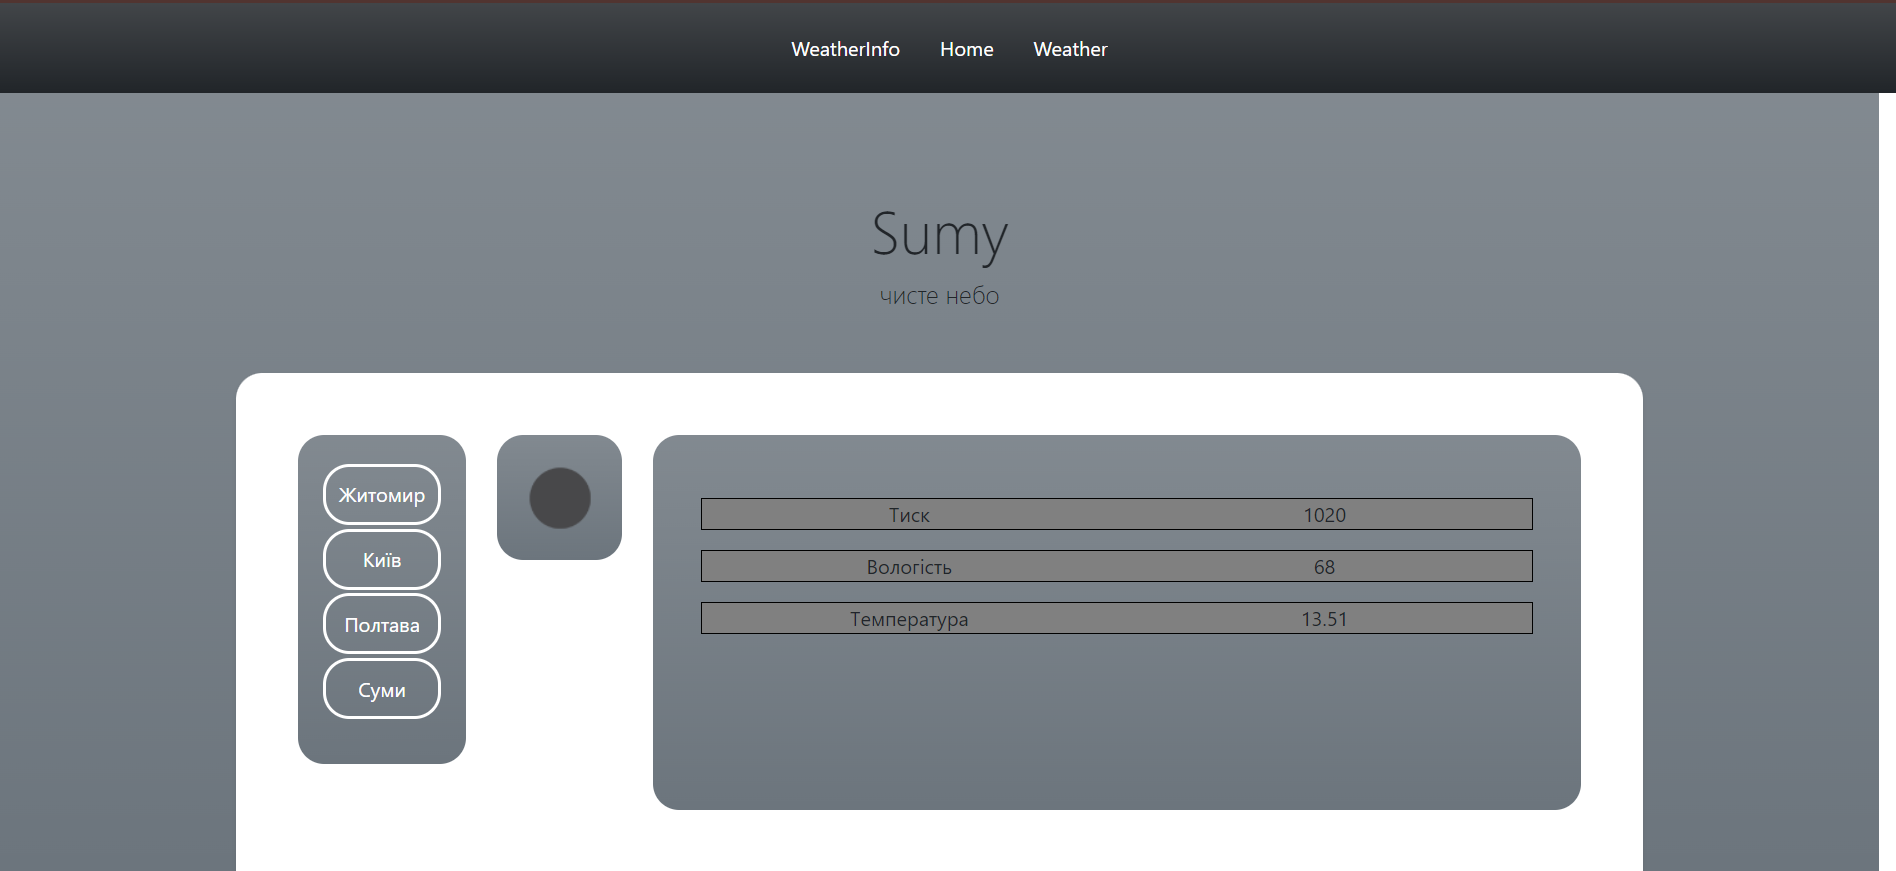 WeatherInfo Home Weather
Sumy
чисте небо
Житомир
Київ
Полтава
Суми
Тиск 1020
Вологість 68
Температура 13.51